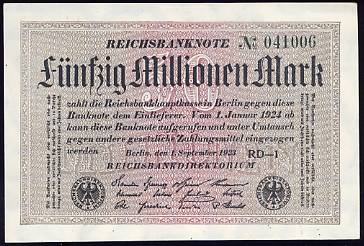 REICHSBANKNOTE № 041006
Fünfzig Millionen Mark
zahlt die Reichsbankhauptkasse in Berlin gegen diese
Banknote dem Einlieferer. Vom 1. Januar 1924 ab
kann diese Banknote aufgerufen und unter Umtausch
gegen andere gesetzliche Zahlungsmittel eingezogen
werden
Berlin, den 1. September 1923 RD-1
REICHSBANKDIREKTORIUM